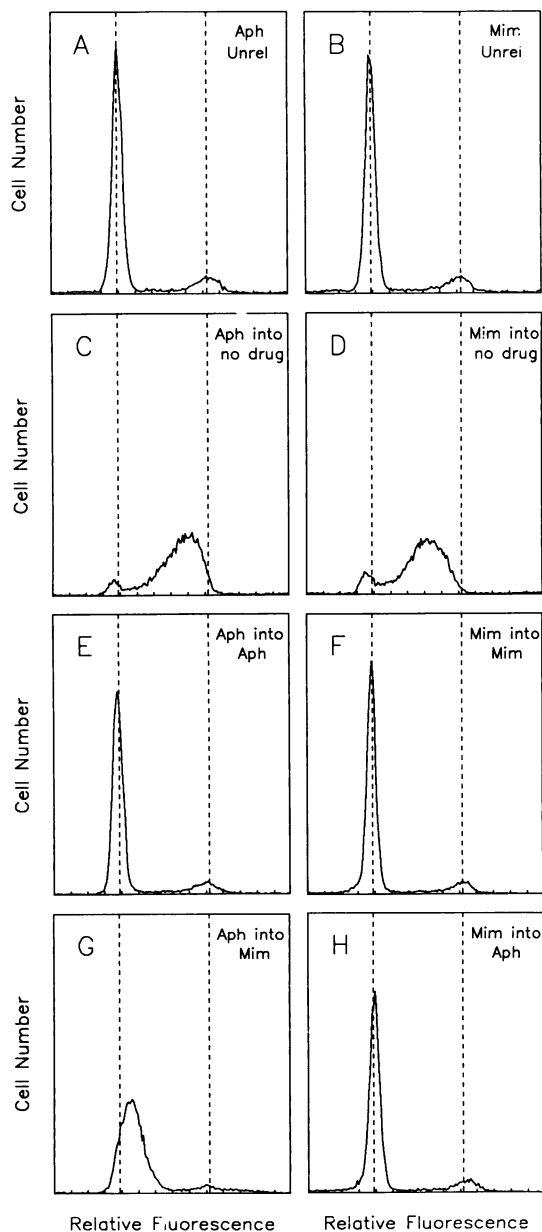 A
Aph
Unrel
B
Mim
Unrel
Cell Number
C
Aph into
no drug
D
Mim into
no drug
Cell Number
E
Aph into
Aph
F
Mim into
Mim
Cell Number
G
Aph into
Mim
H
Mim into
Aph
Cell Number
Relative Fluorescence
Relative Fluorescence